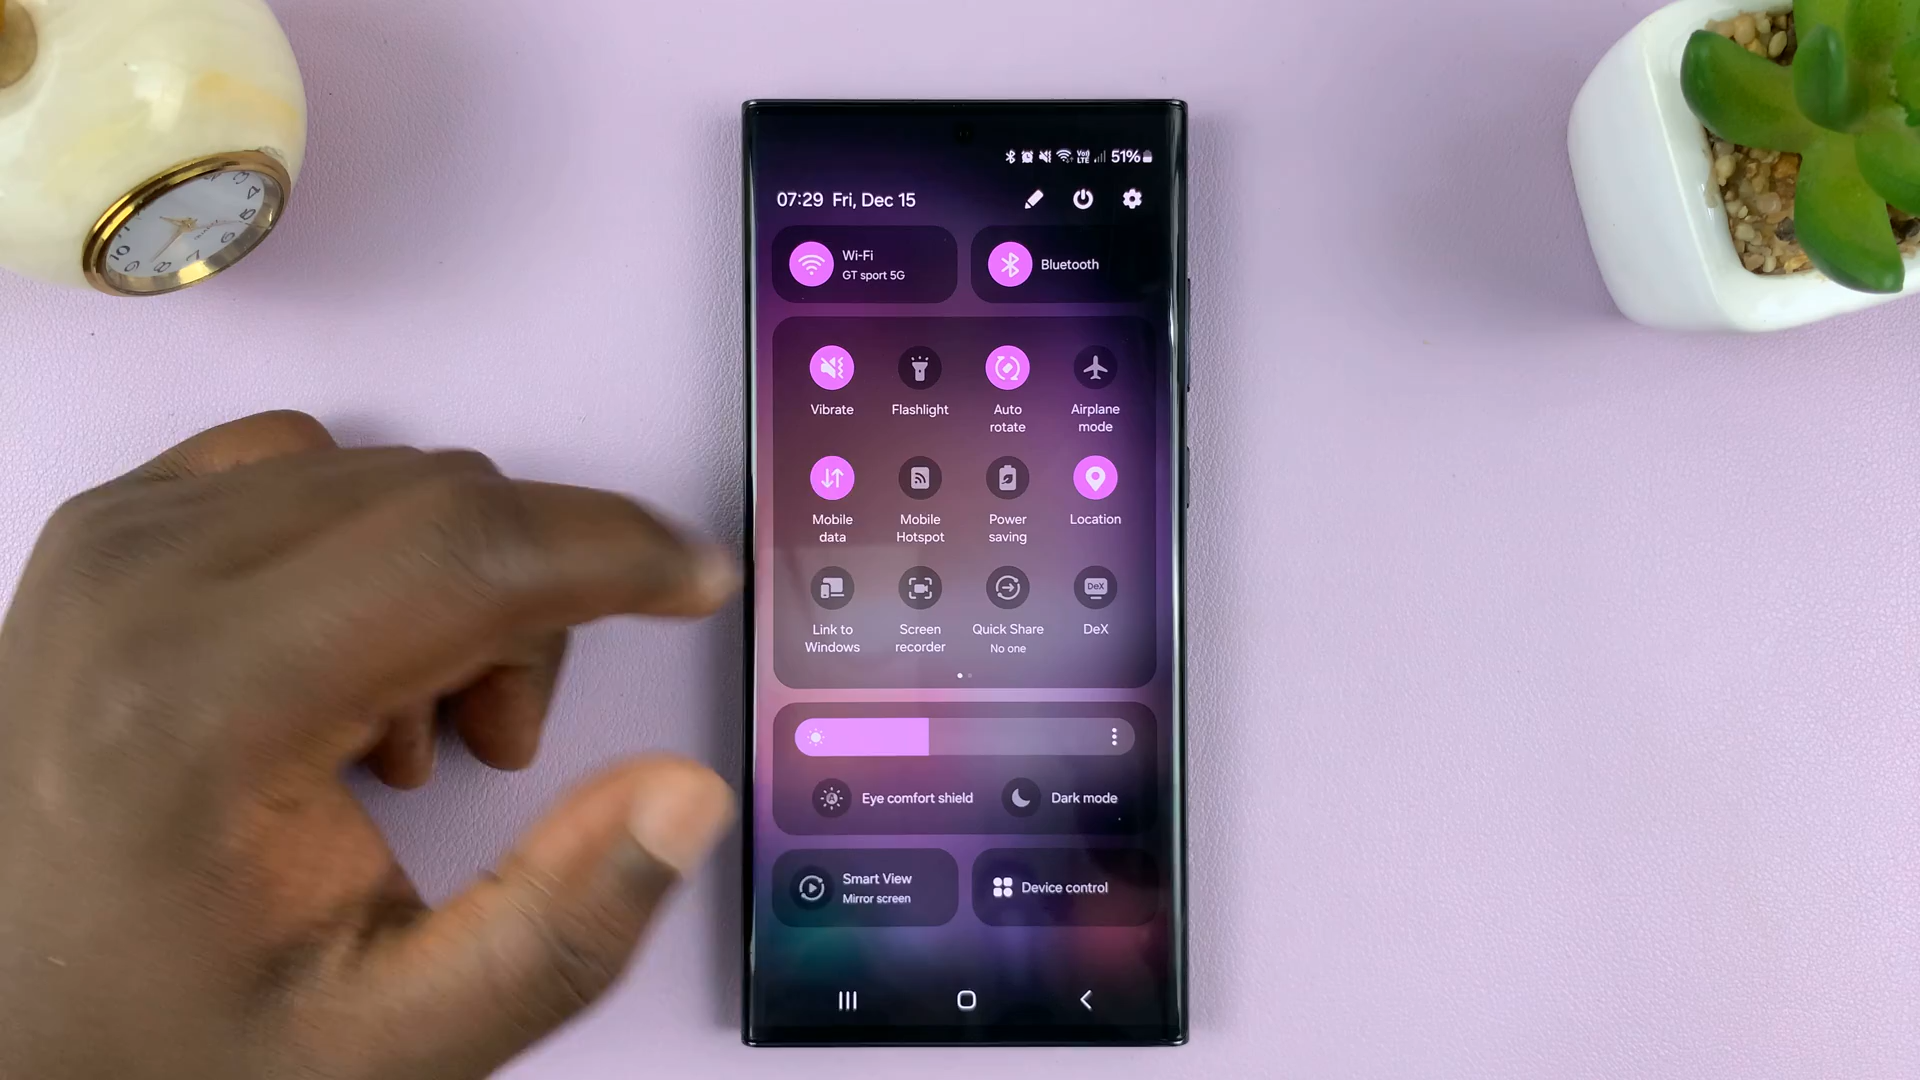 51%
07:29 Fri, Dec 15
Wi-Fi
GT sport 5G
Bluetooth
Vibrate
Flashlight
Auto
rotate
Airplane
mode
Mobile
data
Mobile
Hotspot
Power
saving
Location
DeX
Link to
Windows
Screen
recorder
Quick Share
No one
DeX
Eye comfort shield
Dark mode
Smart View
Mirror screen
Device control